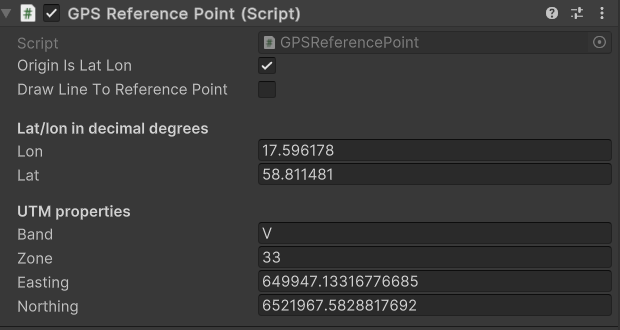 GPS Reference Point (Script)
Script GPSReferencePoint
Origin Is Lat Lon
Draw Line To Reference Point
Lat/lon in decimal degrees
Lon 17.596178
Lat 58.811481
UTM properties
Band V
Zone 33
Easting 649947.13316776685
Northing 6521967.5828817692